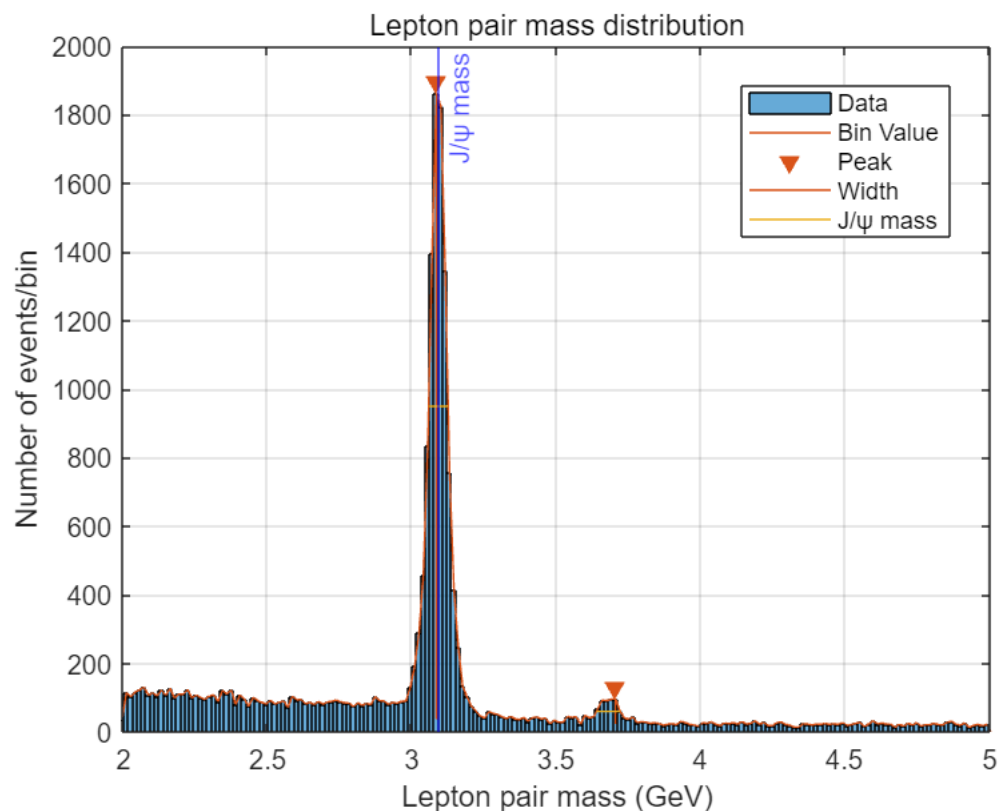 Lepton pair mass distribution
2000
1800
1600
1400
1200
1000
800
600
400
200
0
Number of events/bin
J/ψ mass
Data
Bin Value
Peak
Width
J/ψ mass
2
2.5
3
3.5
4
4.5
5
Lepton pair mass (GeV)